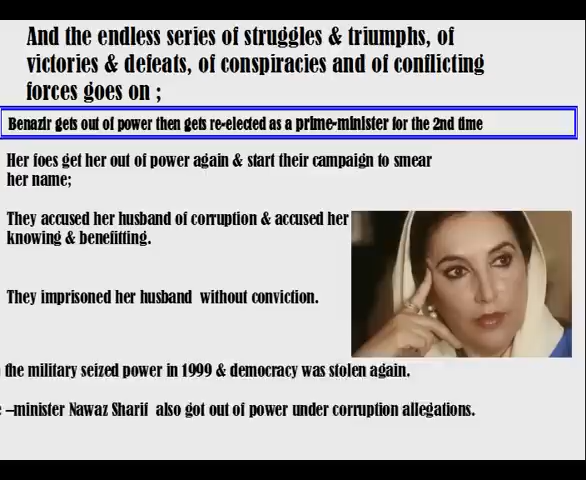 And the endless series of struggles & triumphs, of
victories & defeats, of conspiracies and of conflicting
forces goes on ;
Benazir gets out of power then gets re-elected as a prime-minister for the 2nd time
Her foes get her out of power again & start their campaign to smear
her name;
They accused her husband of corruption & accused her
knowing & benefitting.
They imprisoned her husband without conviction.
the military seized power in 1999 & democracy was stolen again.
–minister Nawaz Sharif also got out of power under corruption allegations.